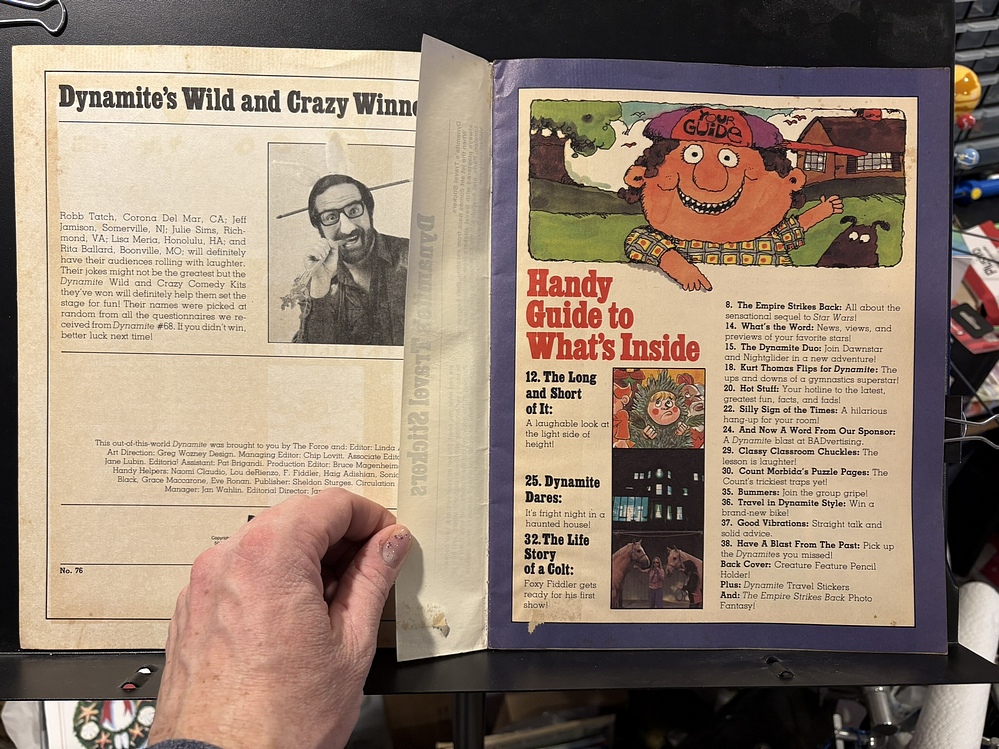 Dynamite's Wild and Crazy Winne
Robb Tatch, Corona Del Mar, CA; Jeff
Jamison, Somerville, NJ; Julie Sims, Rich-
mond, VA; Lisa Meria, Honolulu, HA; and
Rita Ballard, Boonville, MO; will definitely
have their audiences rolling with laughter.
Their jokes might not be the greatest but the
Dynamite Wild and Crazy Comedy Kits
they've won will definitely help them set the
stage for fun! Their names were picked at
random from all the questionnaires we re-
ceived from Dynamite #68. If you didn't win,
better luck next time!
This out-of-this-world Dynamite was brought to you by The Force and: Editor: Linda
Art Direction: Greg Wozney Design. Managing Editor: Chip Lovitt. Associate Edito
Jane Lubin. Editorial Assistant: Pat Brigandi. Production Editor: Bruce Magenheim
Handy Helpers: Naomi Claudio, Lou deRienzo, F. Fiddler, Haig Adishian, Sonic
Black, Grace Maccarone, Eve Ronan. Publisher: Sheldon Sturges. Circulation
Manager: Jan Wahlin. Editorial Director: Ja
No. 76
Dynamite Travel Stickers
YOUR
GUiDe
Handy
Guide to
What's Inside
12. The Long
and Short
of It:
A laughable look at
the light side of
height!
25. Dynamite
Dares:
It's fright night in a
haunted house!
32. The Life
Story
of a Colt:
Foxy Fiddler gets
ready for his first
show!
8. The Empire Strikes Back: All about the
sensational sequel to Star Wars!
14. What's the Word: News, views, and
previews of your favorite stars!
15. The Dynamite Duo: Join Dawnstar
and Nightglider in a new adventure!
18. Kurt Thomas Flips for Dynamite: The
ups and downs of a gymnastics superstar!
20. Hot Stuff: Your hotline to the latest,
greatest fun, facts, and fads!
22. Silly Sign of the Times: A hilarious
hang-up for your room!
24. And Now A Word From Our Sponsor:
A Dynamite blast at BADvertising.
29. Classy Classroom Chuckles: The
lesson is laughter!
30. Count Morbida's Puzzle Pages: The
Count's trickiest traps yet!
35. Bummers: Join the group gripe!
36. Travel in Dynamite Style: Win a
brand-new bike!
37. Good Vibrations: Straight talk and
solid advice.
38. Have A Blast From The Past: Pick up
the Dynamites you missed!
Back Cover: Creature Feature Pencil
Holder!
Plus: Dynamite Travel Stickers
And: The Empire Strikes Back Photo
Fantasy!